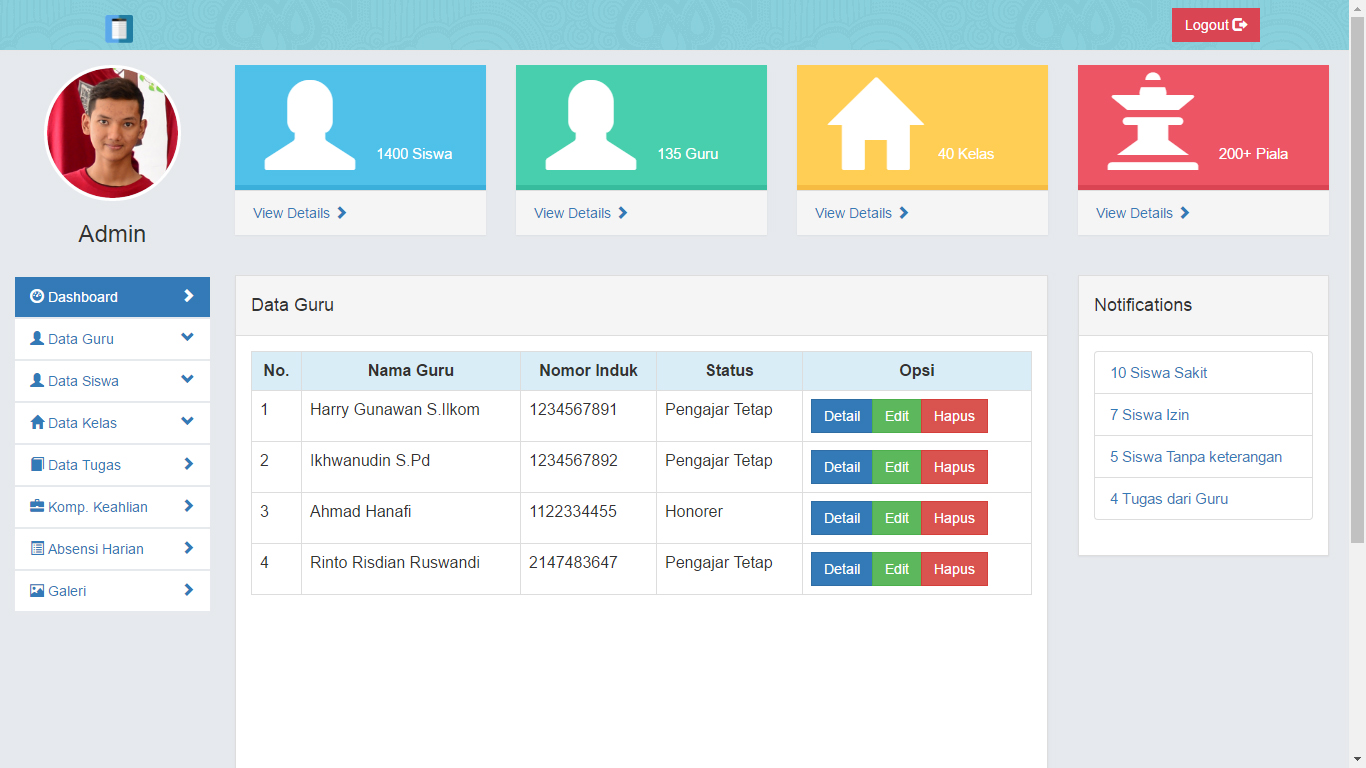 Logout
Admin
1400 Siswa
View Details
135 Guru
View Details
40 Kelas
View Details
200+ Piala
View Details
Dashboard
Data Guru
Data Siswa
Data Kelas
Data Tugas
Komp. Keahlian
Absensi Harian
Galeri
Data Guru
No. Nama Guru Nomor Induk Status Opsi
1 Harry Gunawan S.Ilkom 1234567891 Pengajar Tetap Detail Edit Hapus
2 Ikhwanudin S.Pd 1234567892 Pengajar Tetap Detail Edit Hapus
3 Ahmad Hanafi 1122334455 Honorer Detail Edit Hapus
4 Rinto Risdian Ruswandi 2147483647 Pengajar Tetap Detail Edit Hapus
Notifications
10 Siswa Sakit
7 Siswa Izin
5 Siswa Tanpa keterangan
4 Tugas dari Guru